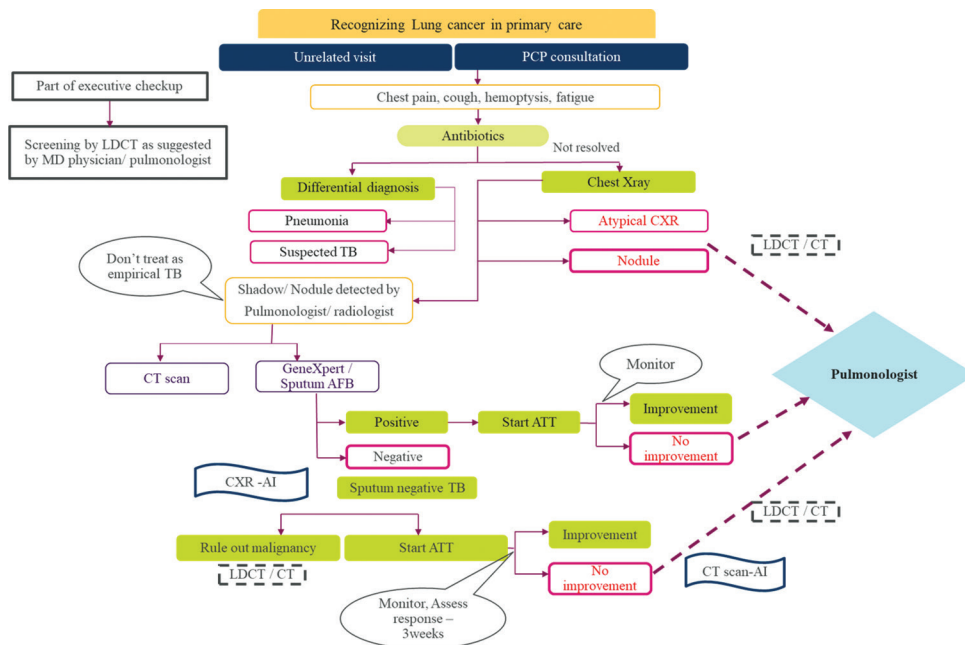 Recognizing Lung cancer in primary care
Unrelated visit
PCP consultation
Part of executive checkup
Chest pain, cough, hemoptysis, fatigue
Screening by LDCT as suggested
by MD physician/ pulmonologist
Antibiotics
Not resolved
Differential diagnosis
Chest Xray
Pneumonia
Atypical CXR
Suspected TB
LDCT / CT
Nodule
Don't treat as
empirical TB
Shadow/ Nodule detected by
Pulmonologist/ radiologist
CT scan
GeneXpert /
Sputum AFB
Monitor
Pulmonologist
Positive
Start ATT
Improvement
No
improvement
Negative
CXR -AI
Sputum negative TB
LDCT / CT
Rule out malignancy
Start ATT
Improvement
LDCT / CT
No
improvement
CT scan-AI
Monitor, Assess
response –
3weeks